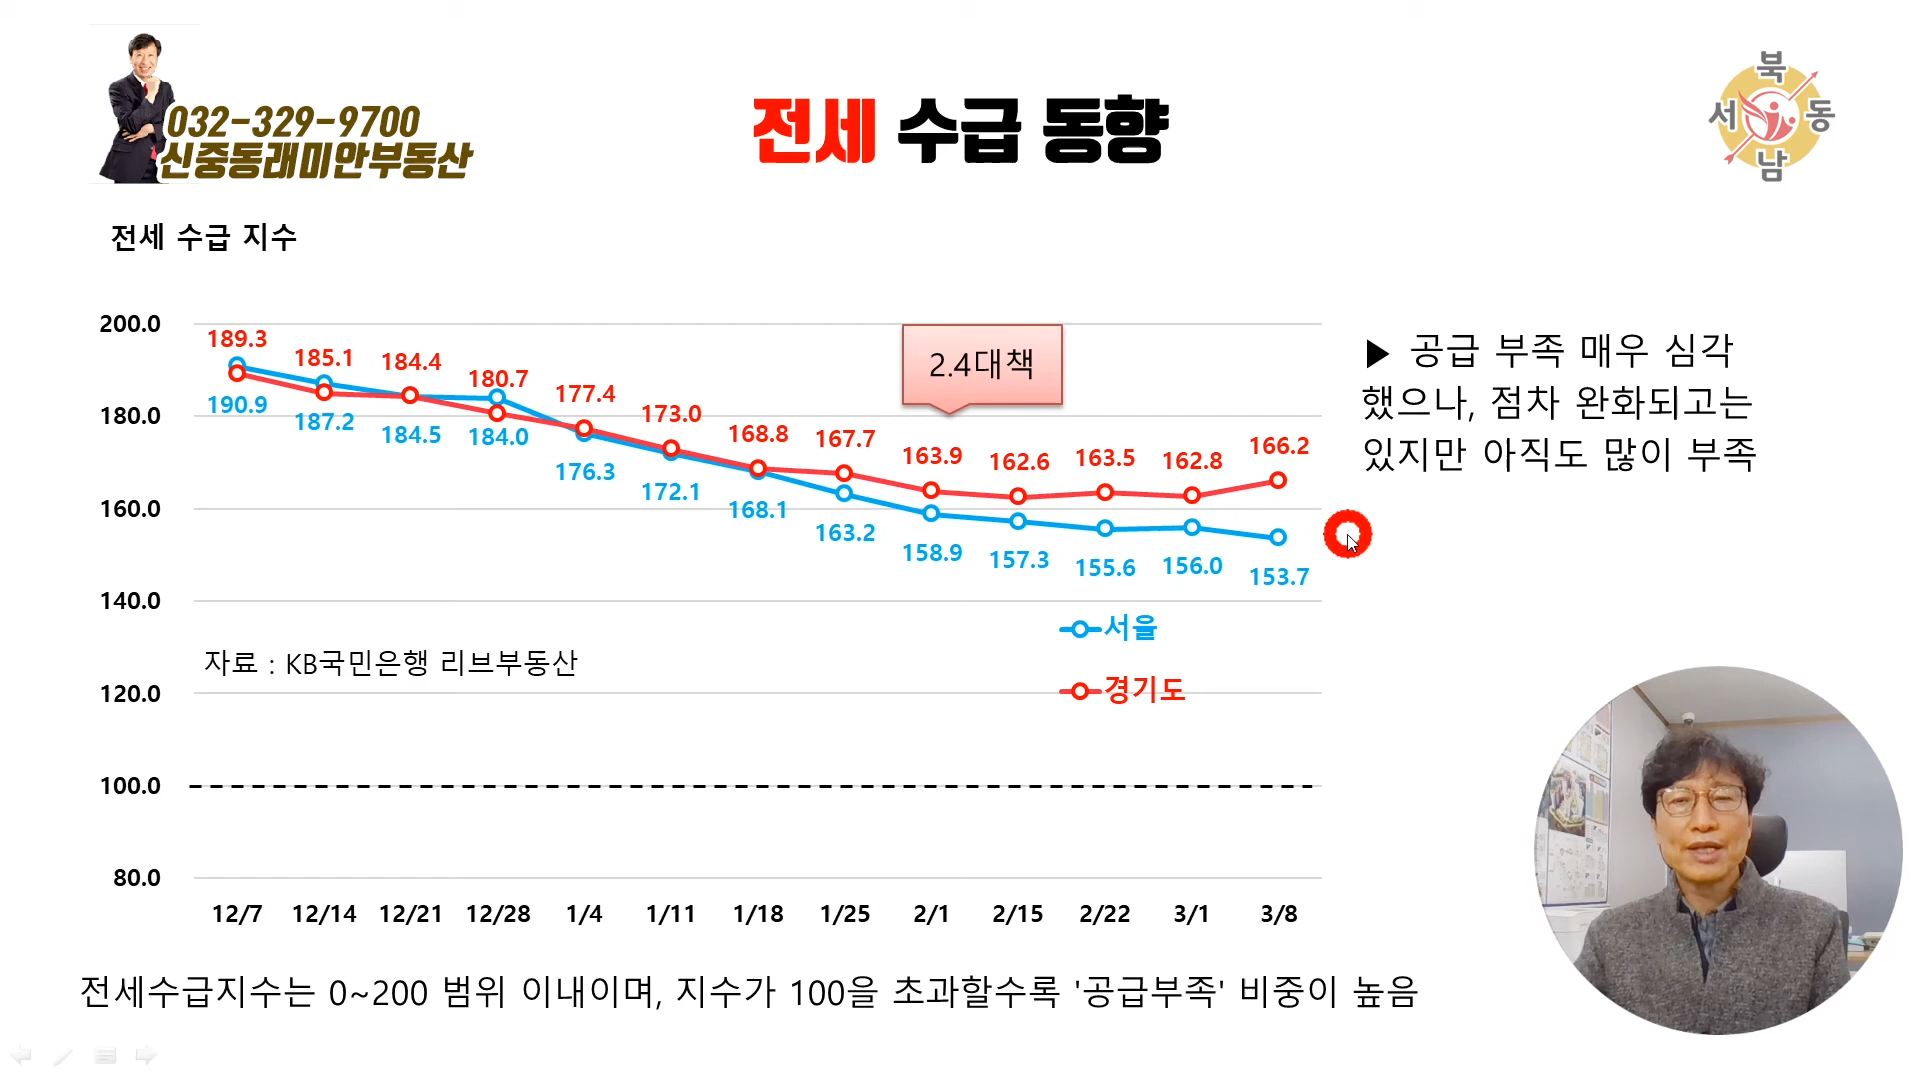 032-329-9700
신중동래미안부동산
전세 수급 동향
북
서 동
남
전세 수급 지수
200.0
180.0
160.0
140.0
120.0
100.0
80.0
189.3 185.1 184.4 180.7 177.4 173.0 168.8 167.7 163.9 162.6 163.5 162.8 166.2
190.9 187.2 184.5 184.0 176.3 172.1 168.1 163.2 158.9 157.3 155.6 156.0 153.7
2.4대책
▶ 공급 부족 매우 심각
했으나, 점차 완화되고는
있지만 아직도 많이 부족
서울
경기도
자료 : KB국민은행 리브부동산
12/7 12/14 12/21 12/28 1/4 1/11 1/18 1/25 2/1 2/15 2/22 3/1 3/8
전세수급지수는 0~200 범위 이내이며, 지수가 100을 초과할수록 '공급부족' 비중이 높음